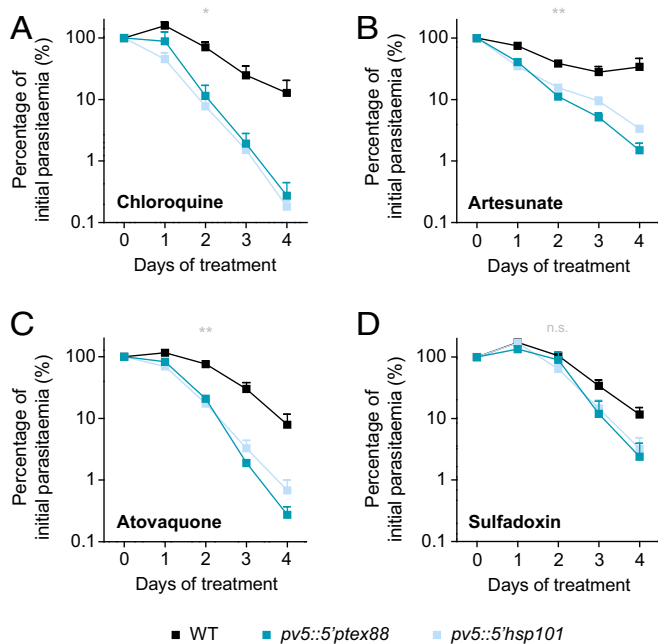 A
*
Percentage of
initial parasitaemia (%)
100
10
1
0.1
Chloroquine
0 1 2 3 4
Days of treatment
B
**
Percentage of
initial parasitaemia (%)
100
10
1
0.1
Artesunate
0 1 2 3 4
Days of treatment
C
**
Percentage of
initial parasitaemia (%)
100
10
1
0.1
Atovaquone
0 1 2 3 4
Days of treatment
D
n.s.
Percentage of
initial parasitaemia (%)
100
10
1
0.1
Sulfadoxin
0 1 2 3 4
Days of treatment
WT pv5::5'ptex88 pv5::5'hsp101